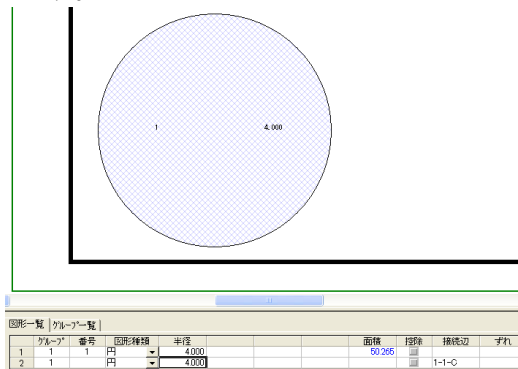 1 4.000
図形一覧 グループ一覧
グループ 番号 図形種類 半径 面積 控除 接続辺 ずれ
1 1 1 円 4.000 50.265
2 1 円 4.000 1-1-C